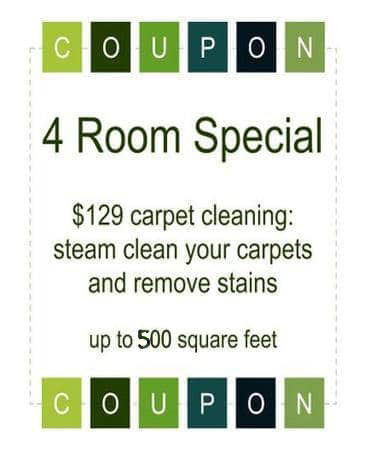 COUPON
4 Room Special
$129 carpet cleaning:
steam clean your carpets
and remove stains
up to 500 square feet
COUPON